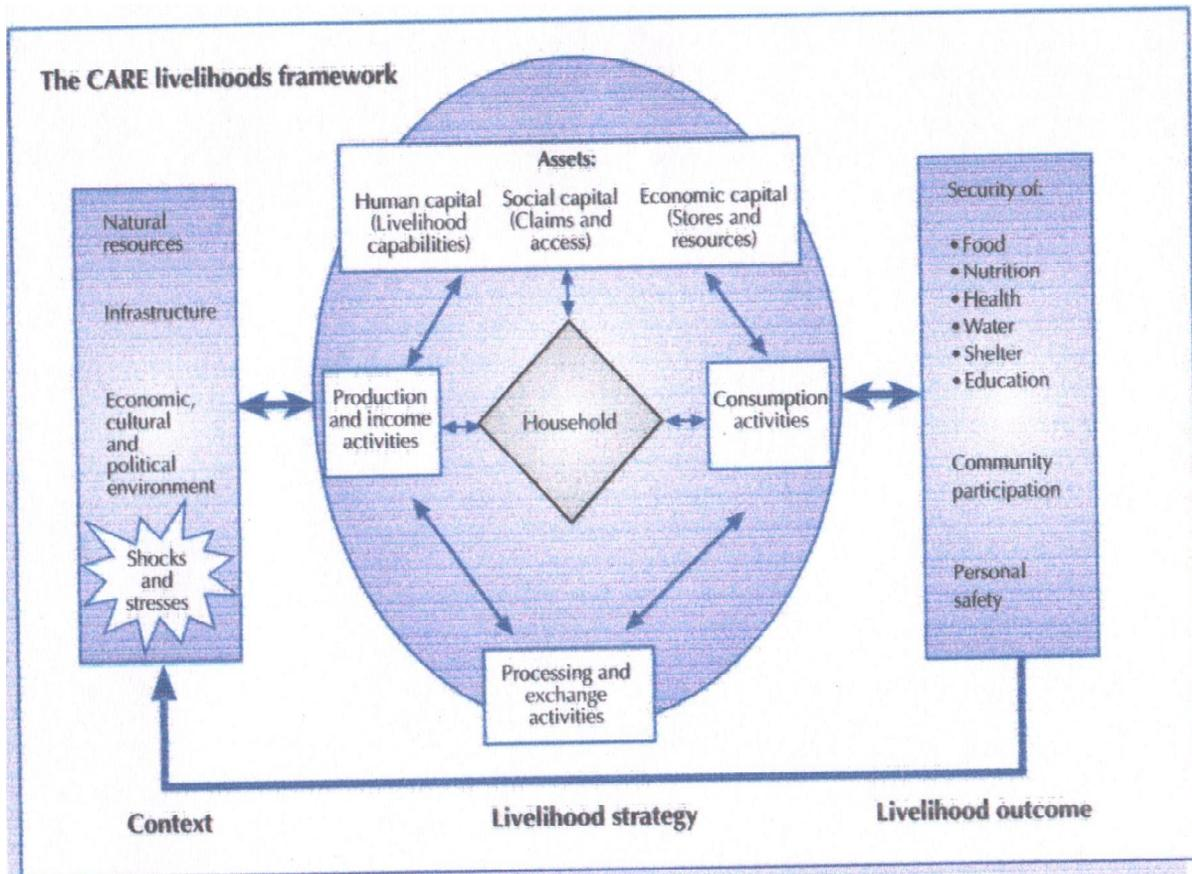 The CARE livelihoods framework
Natural
resources
Infrastructure
Economic,
cultural
and
political
environment
Shocks
and
stresses
Assets:
Human capital
(Livelihood
capabilities)
Social capital
(Claims and
access)
Economic capital
(Stores and
resources)
Production
and income
activities
Household
Consumption
activities
Processing and
exchange
activities
Security of:
• Food
• Nutrition
• Health
• Water
• Shelter
• Education
Community
participation
Personal
safety
Context
Livelihood strategy
Livelihood outcome